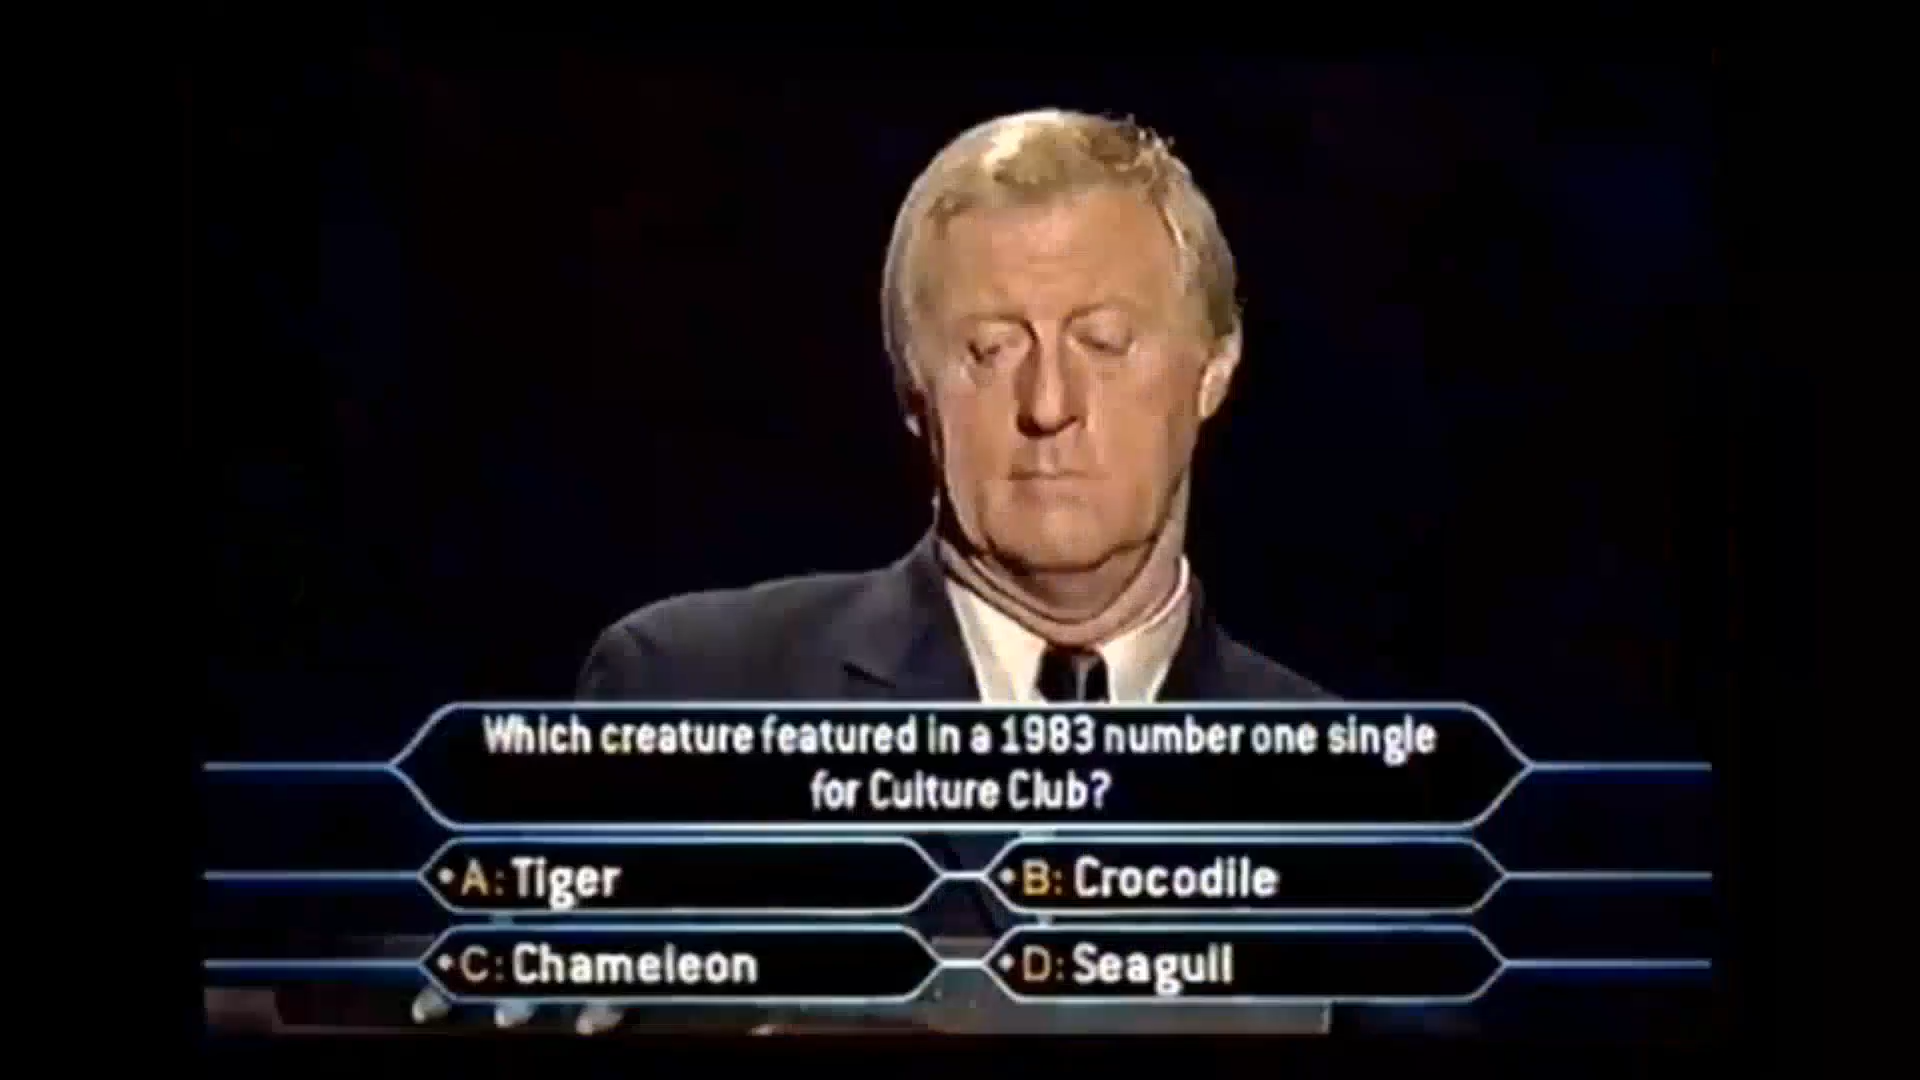 Which creature featured in a 1983 number one single
for Culture Club?
A: Tiger
B: Crocodile
C: Chameleon
D: Seagull